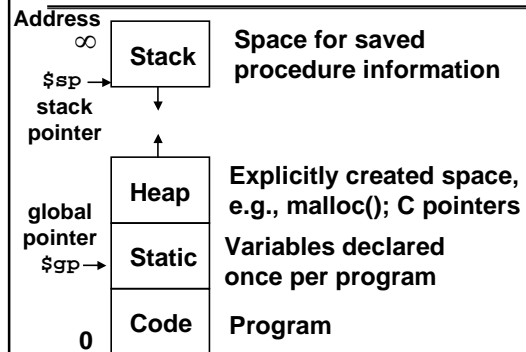 Address
∞
Stack
Space for saved
procedure information
$sp
stack
pointer
Heap
Explicitly created space,
e.g., malloc(); C pointers
global
pointer
$gp
Static
Variables declared
once per program
Code
Program
0